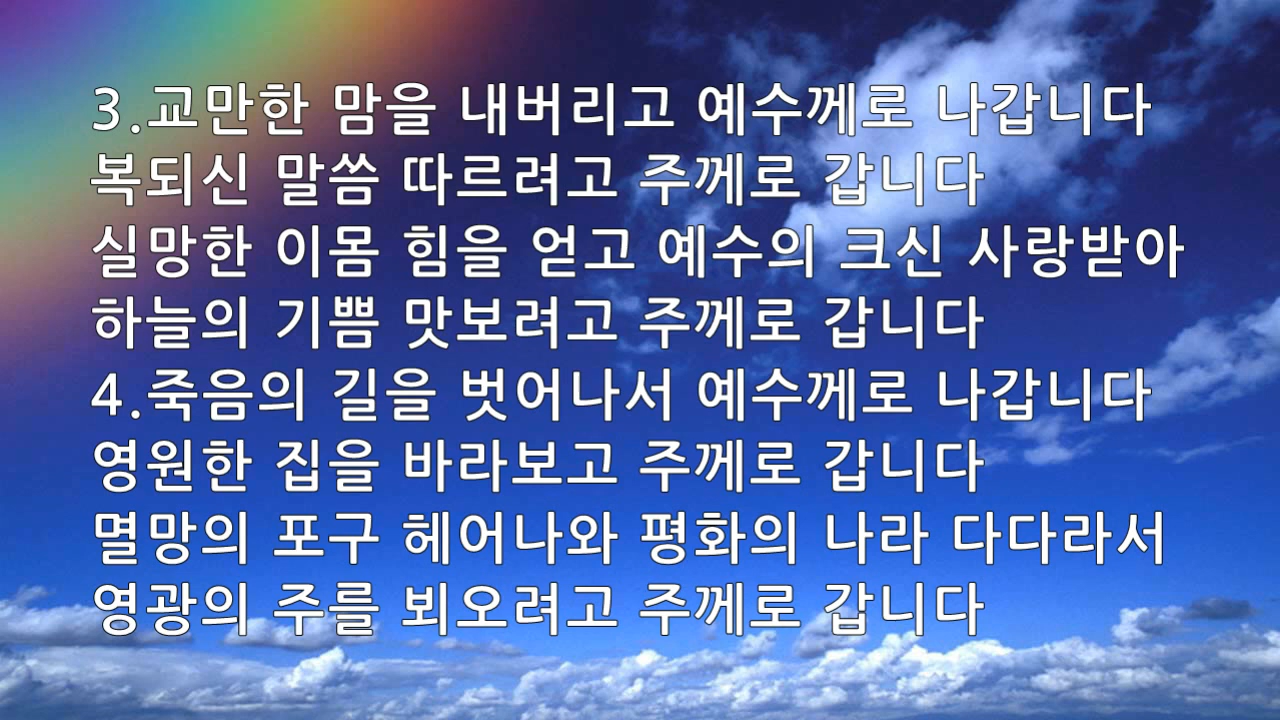 3.교만한 맘을 내버리고 예수께로 나갑니다
복되신 말씀 따르려고 주께로 갑니다
실망한 이몸 힘을 얻고 예수의 크신 사랑받아
하늘의 기쁨 맛보려고 주께로 갑니다
4.죽음의 길을 벗어나서 예수께로 나갑니다
영원한 집을 바라보고 주께로 갑니다
멸망의 포구 헤어나와 평화의 나라 다다라서
영광의 주를 뵈오려고 주께로 갑니다